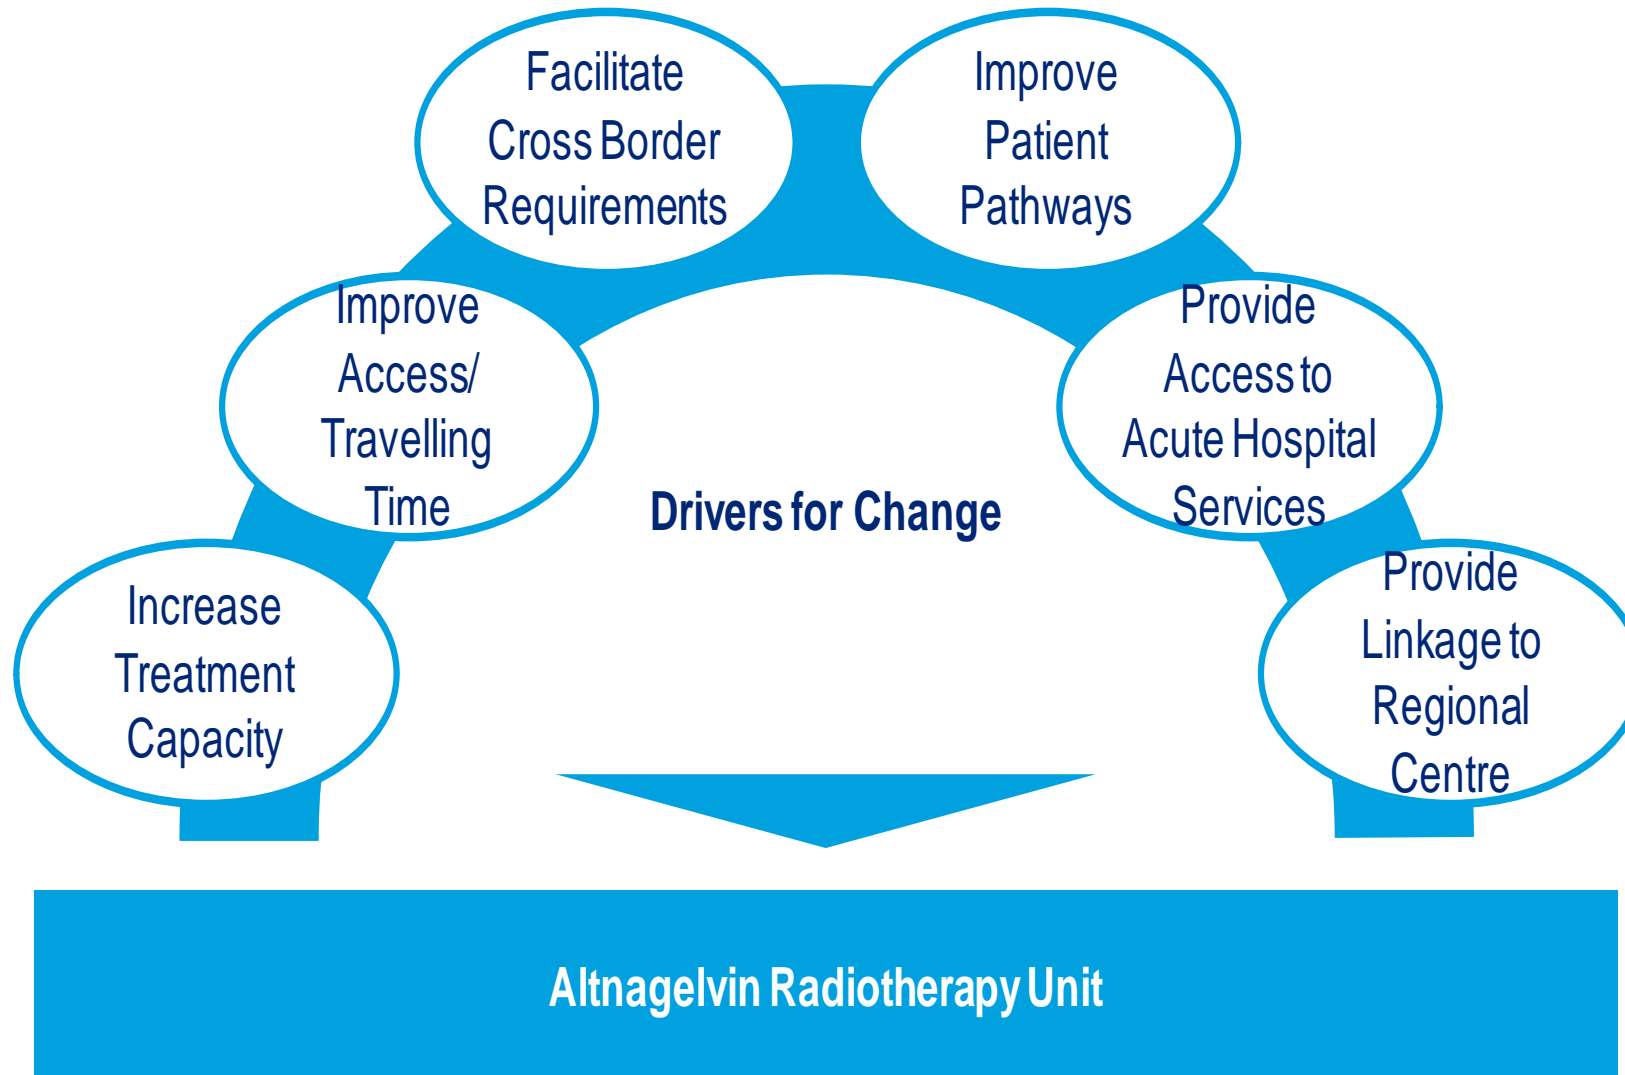 Facilitate
Cross Border
Requirements
Improve
Patient
Pathways
Improve
Access/
Travelling
Time
Provide
Access to
Acute Hospital
Services
Drivers for Change
Increase
Treatment
Capacity
Provide
Linkage to
Regional
Centre
Altnagelvin Radiotherapy Unit